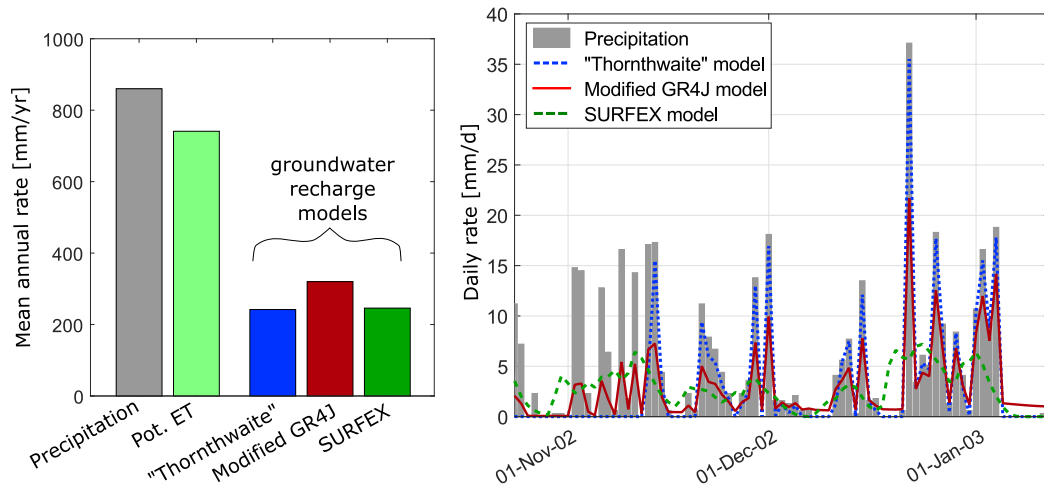 Mean annual rate [mm/yr]
1000
800
600
400
200
0
groundwater
recharge
models
Precipitation
Pot. ET
"Thornthwaite"
Modified GR4J
SURFEX
Daily rate [mm/d]
40
35
30
25
20
15
10
5
0
Precipitation
"Thornthwaite" model
Modified GR4J model
SURFEX model
01-Nov-02
01-Dec-02
01-Jan-03